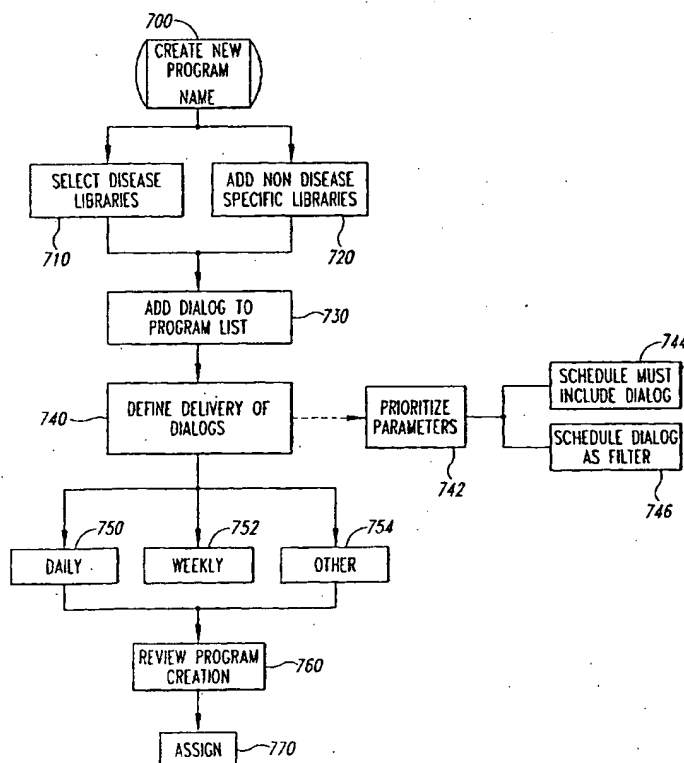 700
CREATE NEW
PROGRAM
NAME
SELECT DISEASE
LIBRARIES
710
ADD NON DISEASE
SPECIFIC LIBRARIES
720
ADD DIALOG TO
PROGRAM LIST
730
740
DEFINE DELIVERY OF
DIALOGS
PRIORITIZE
PARAMETERS
742
744
SCHEDULE MUST
INCLUDE DIALOG
SCHEDULE DIALOG
AS FILTER
746
750
DAILY
752
WEEKLY
754
OTHER
REVIEW PROGRAM
CREATION
760
ASSIGN
770